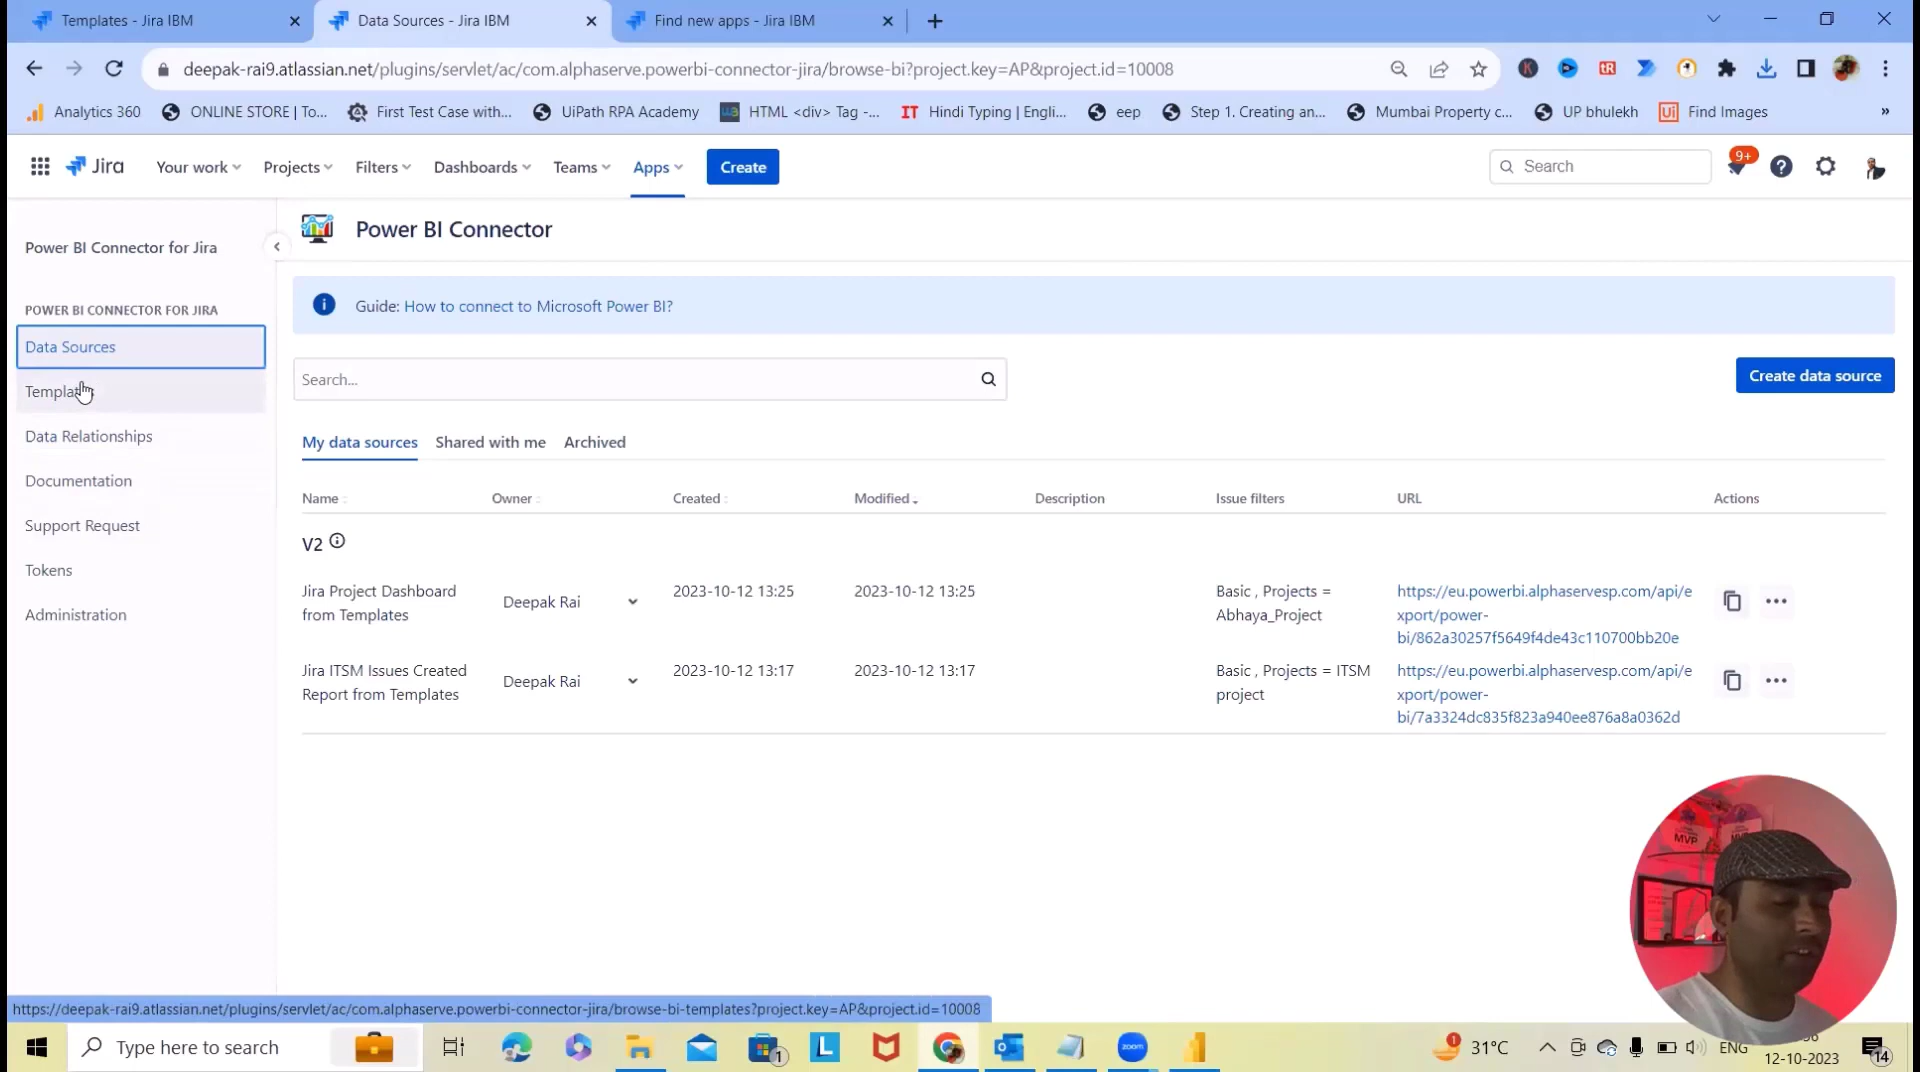 Templates - Jira IBM
Data Sources - Jira IBM
Find new apps - Jira IBM
deepak-rai9.atlassian.net/plugins/servlet/ac/com.alphaserve.powerbi-connector-jira/browse-bi?project.key=AP&project.id=10008
Analytics 360
ONLINE STORE | To...
First Test Case with...
UiPath RPA Academy
HTML <div> Tag -...
IT Hindi Typing | Engli...
eep
Step 1. Creating an...
Mumbai Property c...
UP bhulekh
Ui Find Images
»
Jira
Your work
Projects
Filters
Dashboards
Teams
Apps
Create
Search
9+
Power BI Connector for Jira
Power BI Connector
POWER BI CONNECTOR FOR JIRA
Data Sources
Data Relationships
Documentation
Support Request
Tokens
Administration
Guide: How to connect to Microsoft Power BI?
Search...
Create data source
My data sources
Shared with me
Archived
Name Owner Created Modified Description Issue filters URL Actions
V2
Jira Project Dashboard
from Templates
Deepak Rai
2023-10-12 13:25
2023-10-12 13:25
Basic , Projects =
Abhaya_Project
https://eu.powerbi.alphaservesp.com/api/e
xport/power-
bi/862a30257f5649f4de43c110700bb20e
Jira ITSM Issues Created
Report from Templates
Deepak Rai
2023-10-12 13:17
2023-10-12 13:17
Basic , Projects = ITSM
project
https://eu.powerbi.alphaservesp.com/api/e
xport/power-
bi/7a3324dc835f823a940ee876a8a0362d
MVP
https://deepak-rai9.atlassian.net/plugins/servlet/ac/com.alphaserve.powerbi-connector-jira/browse-bi-templates?project.key=AP&project.id=10008
Type here to search
1
L
zoom
1
31°C
ENG
12-10-2023
14